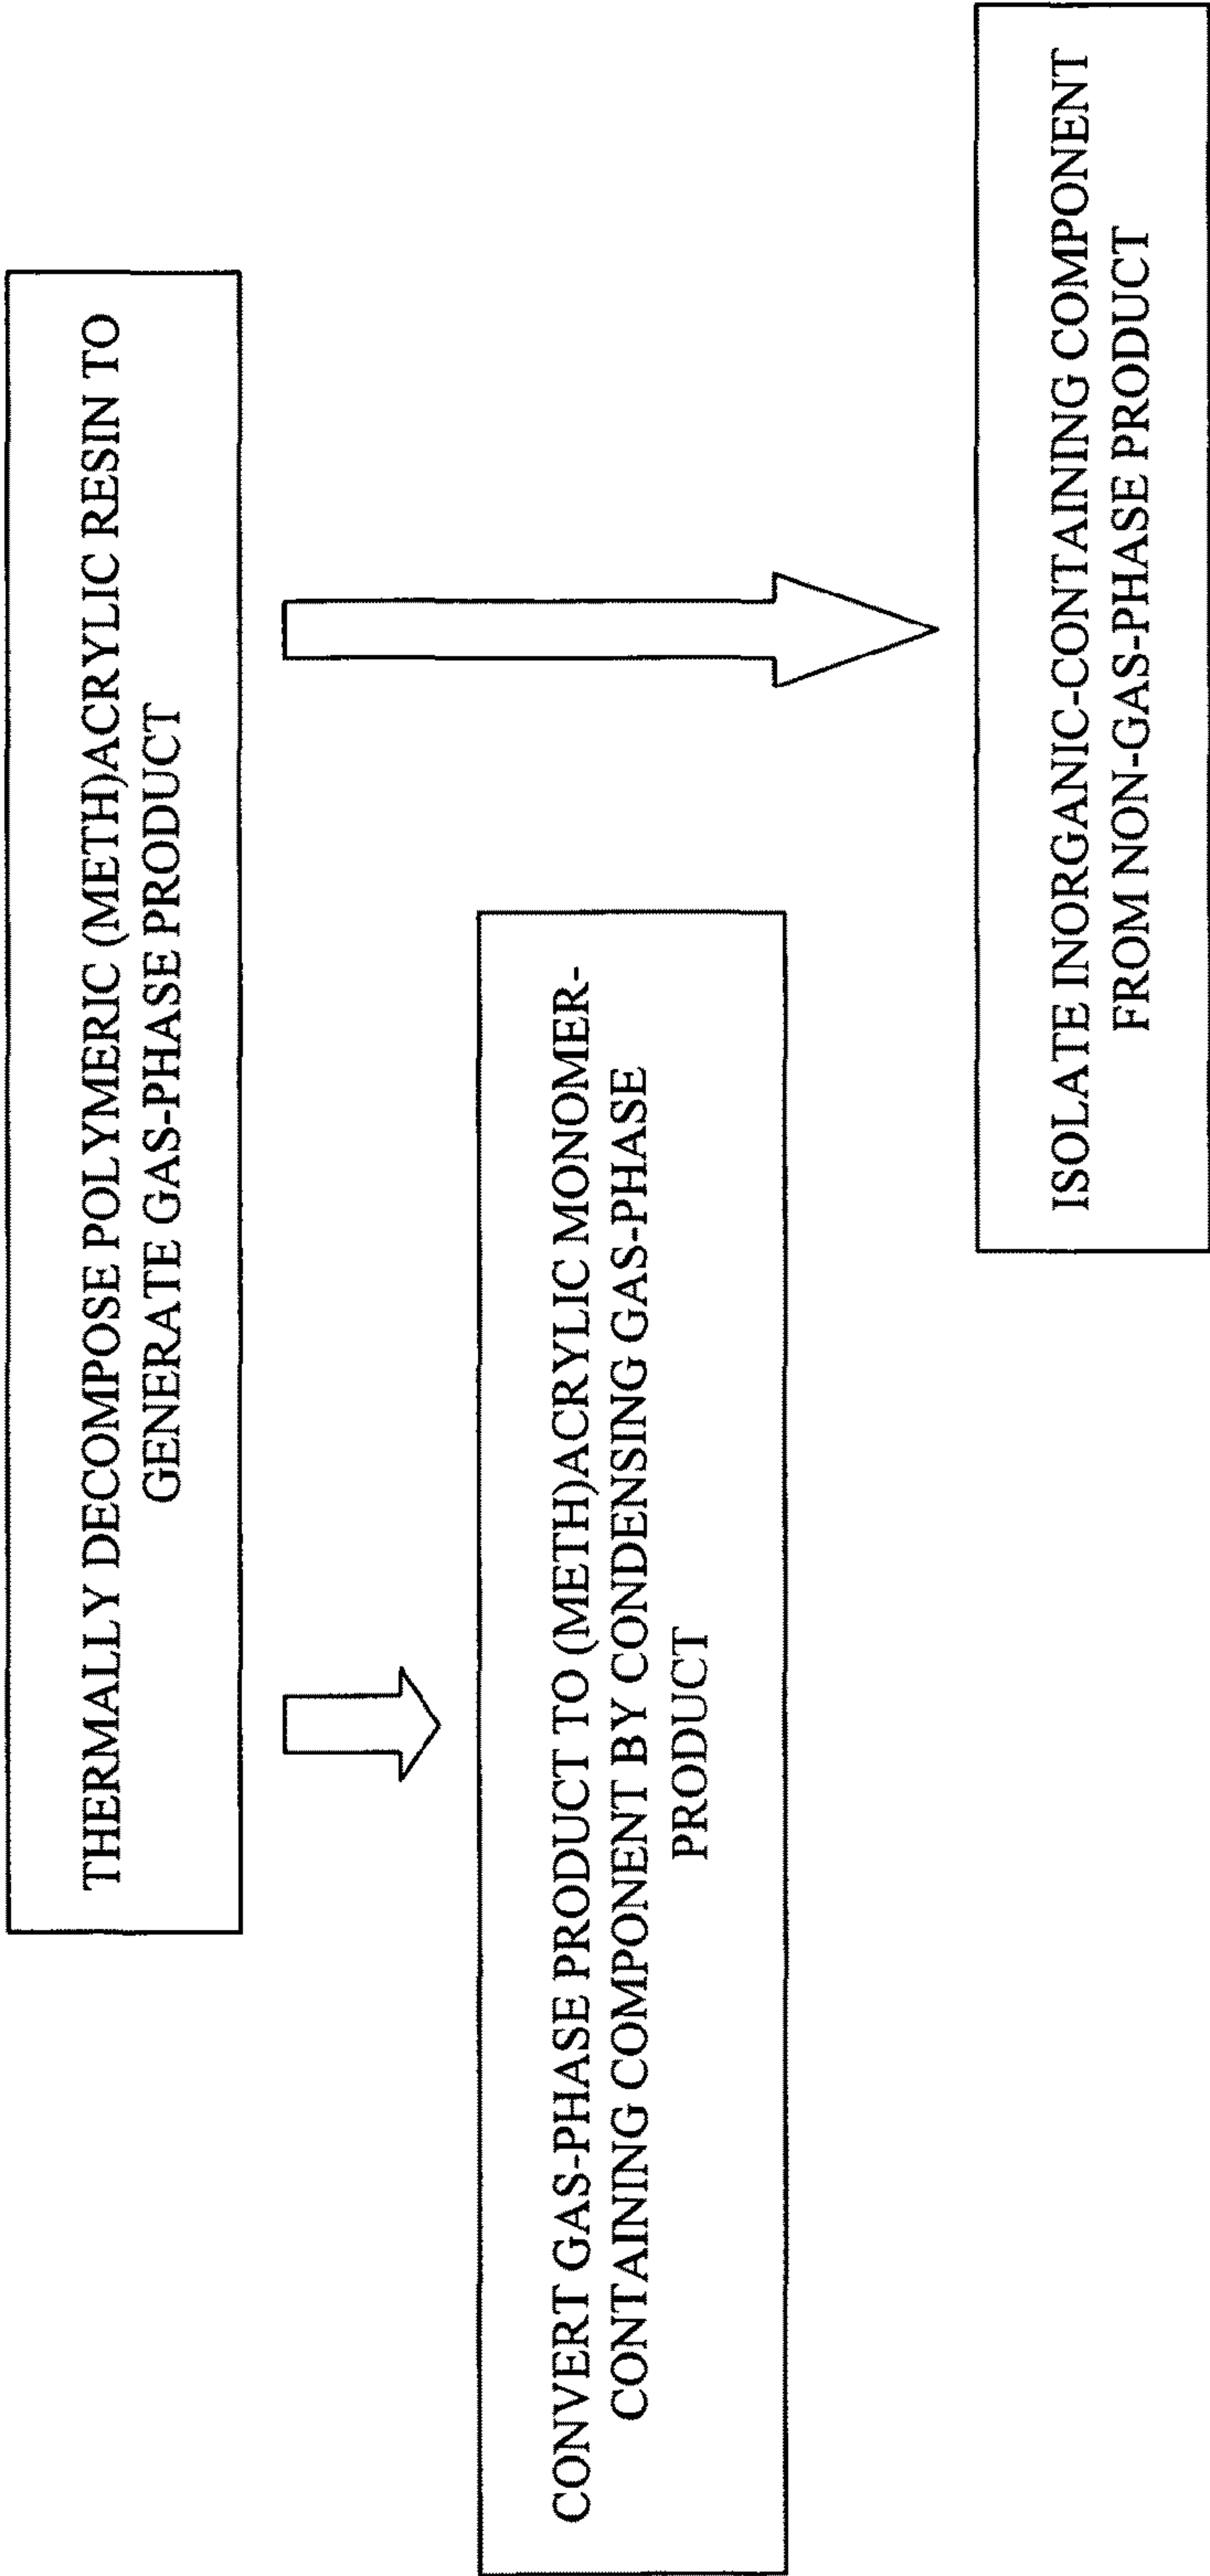 THERMALLY DECOMPOSE POLYMERIC (METH)ACRYLIC RESIN TO
GENERATE GAS-PHASE PRODUCT
CONVERT GAS-PHASE PRODUCT TO (METH)ACRYLIC MONOMER-
CONTAINING COMPONENT BY CONDENSING GAS-PHASE
PRODUCT
ISOLATE INORGANIC-CONTAINING COMPONENT
FROM NON-GAS-PHASE PRODUCT